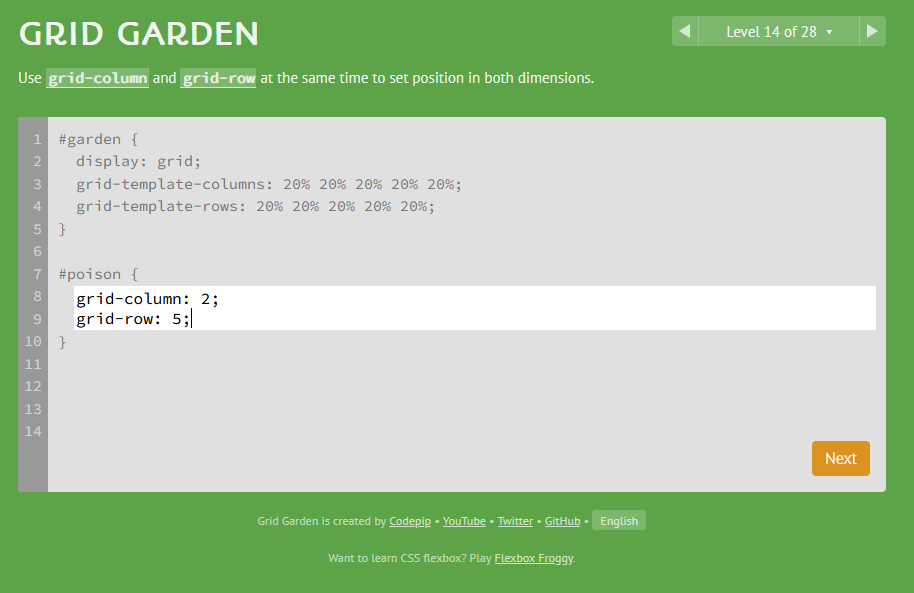 GRID GARDEN
Level 14 of 28
Use grid-column and grid-row at the same time to set position in both dimensions.
1 #garden {
2 display: grid;
3 grid-template-columns: 20% 20% 20% 20% 20%;
4 grid-template-rows: 20% 20% 20% 20% 20%;
5 }
6
7 #poison {
8 grid-column: 2;
9 grid-row: 5;
10 }
11
12
13
14
Next
Grid Garden is created by Codepip • YouTube • Twitter • GitHub • English
Want to learn CSS flexbox? Play Flexbox Froggy.